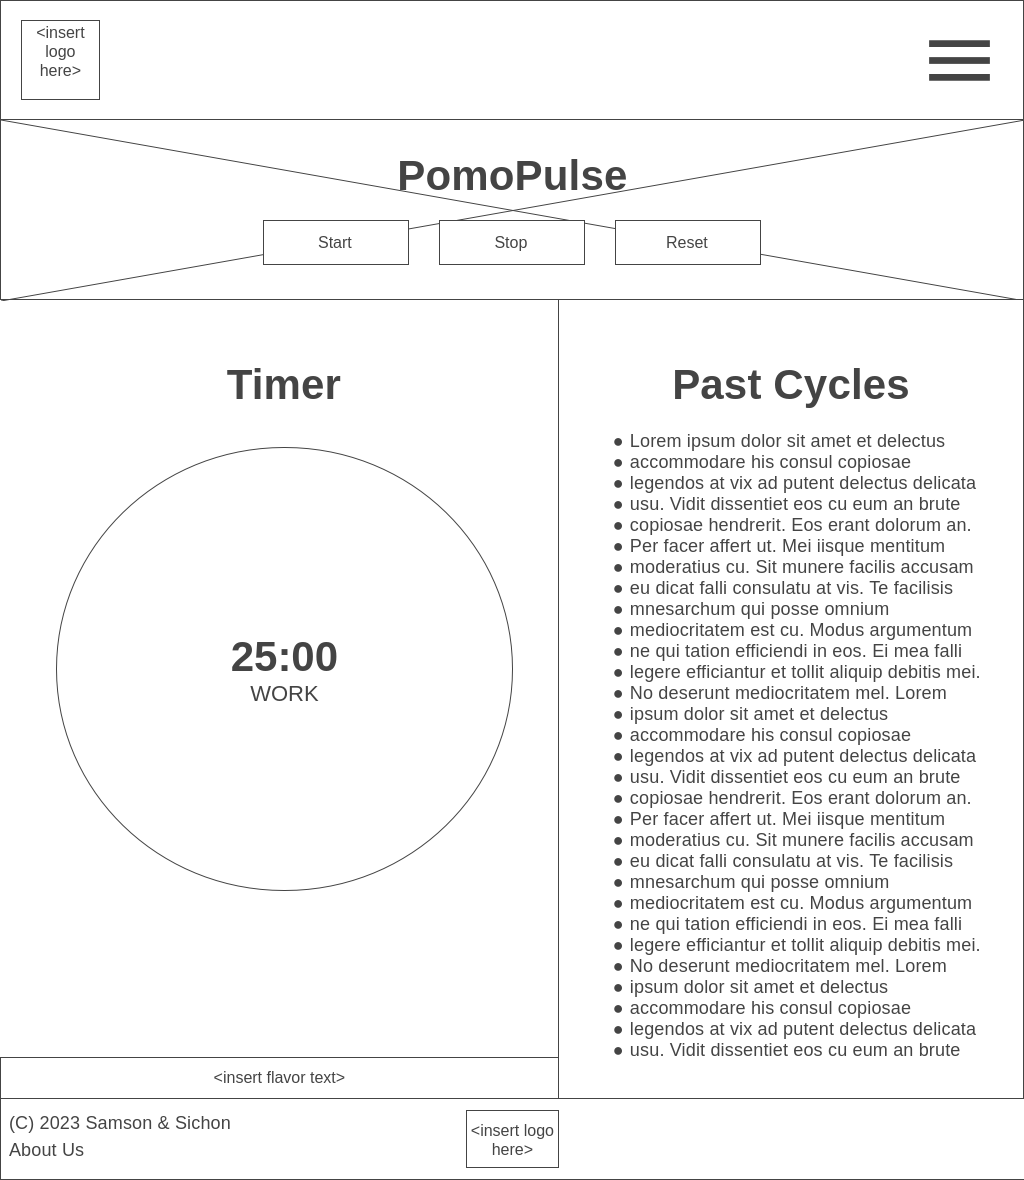 <insert
logo
here>
PomoPulse
Start
Stop
Reset
Timer
25:00
WORK
<insert flavor text>
Past Cycles
● Lorem ipsum dolor sit amet et delectus
● accommodare his consul copiosae
● legendos at vix ad putent delectus delicata
● usu. Vidit dissentiet eos cu eum an brute
● copiosae hendrerit. Eos erant dolorum an.
● Per facer affert ut. Mei iisque mentitum
● moderatius cu. Sit munere facilis accusam
● eu dicat falli consulatu at vis. Te facilisis
● mnesarchum qui posse omnium
● mediocritatem est cu. Modus argumentum
● ne qui tation efficiendi in eos. Ei mea falli
● legere efficiantur et tollit aliquip debitis mei.
● No deserunt mediocritatem mel. Lorem
● ipsum dolor sit amet et delectus
● accommodare his consul copiosae
● legendos at vix ad putent delectus delicata
● usu. Vidit dissentiet eos cu eum an brute
● copiosae hendrerit. Eos erant dolorum an.
● Per facer affert ut. Mei iisque mentitum
● moderatius cu. Sit munere facilis accusam
● eu dicat falli consulatu at vis. Te facilisis
● mnesarchum qui posse omnium
● mediocritatem est cu. Modus argumentum
● ne qui tation efficiendi in eos. Ei mea falli
● legere efficiantur et tollit aliquip debitis mei.
● No deserunt mediocritatem mel. Lorem
● ipsum dolor sit amet et delectus
● accommodare his consul copiosae
● legendos at vix ad putent delectus delicata
● usu. Vidit dissentiet eos cu eum an brute
(C) 2023 Samson & Sichon
About Us
<insert logo
here>